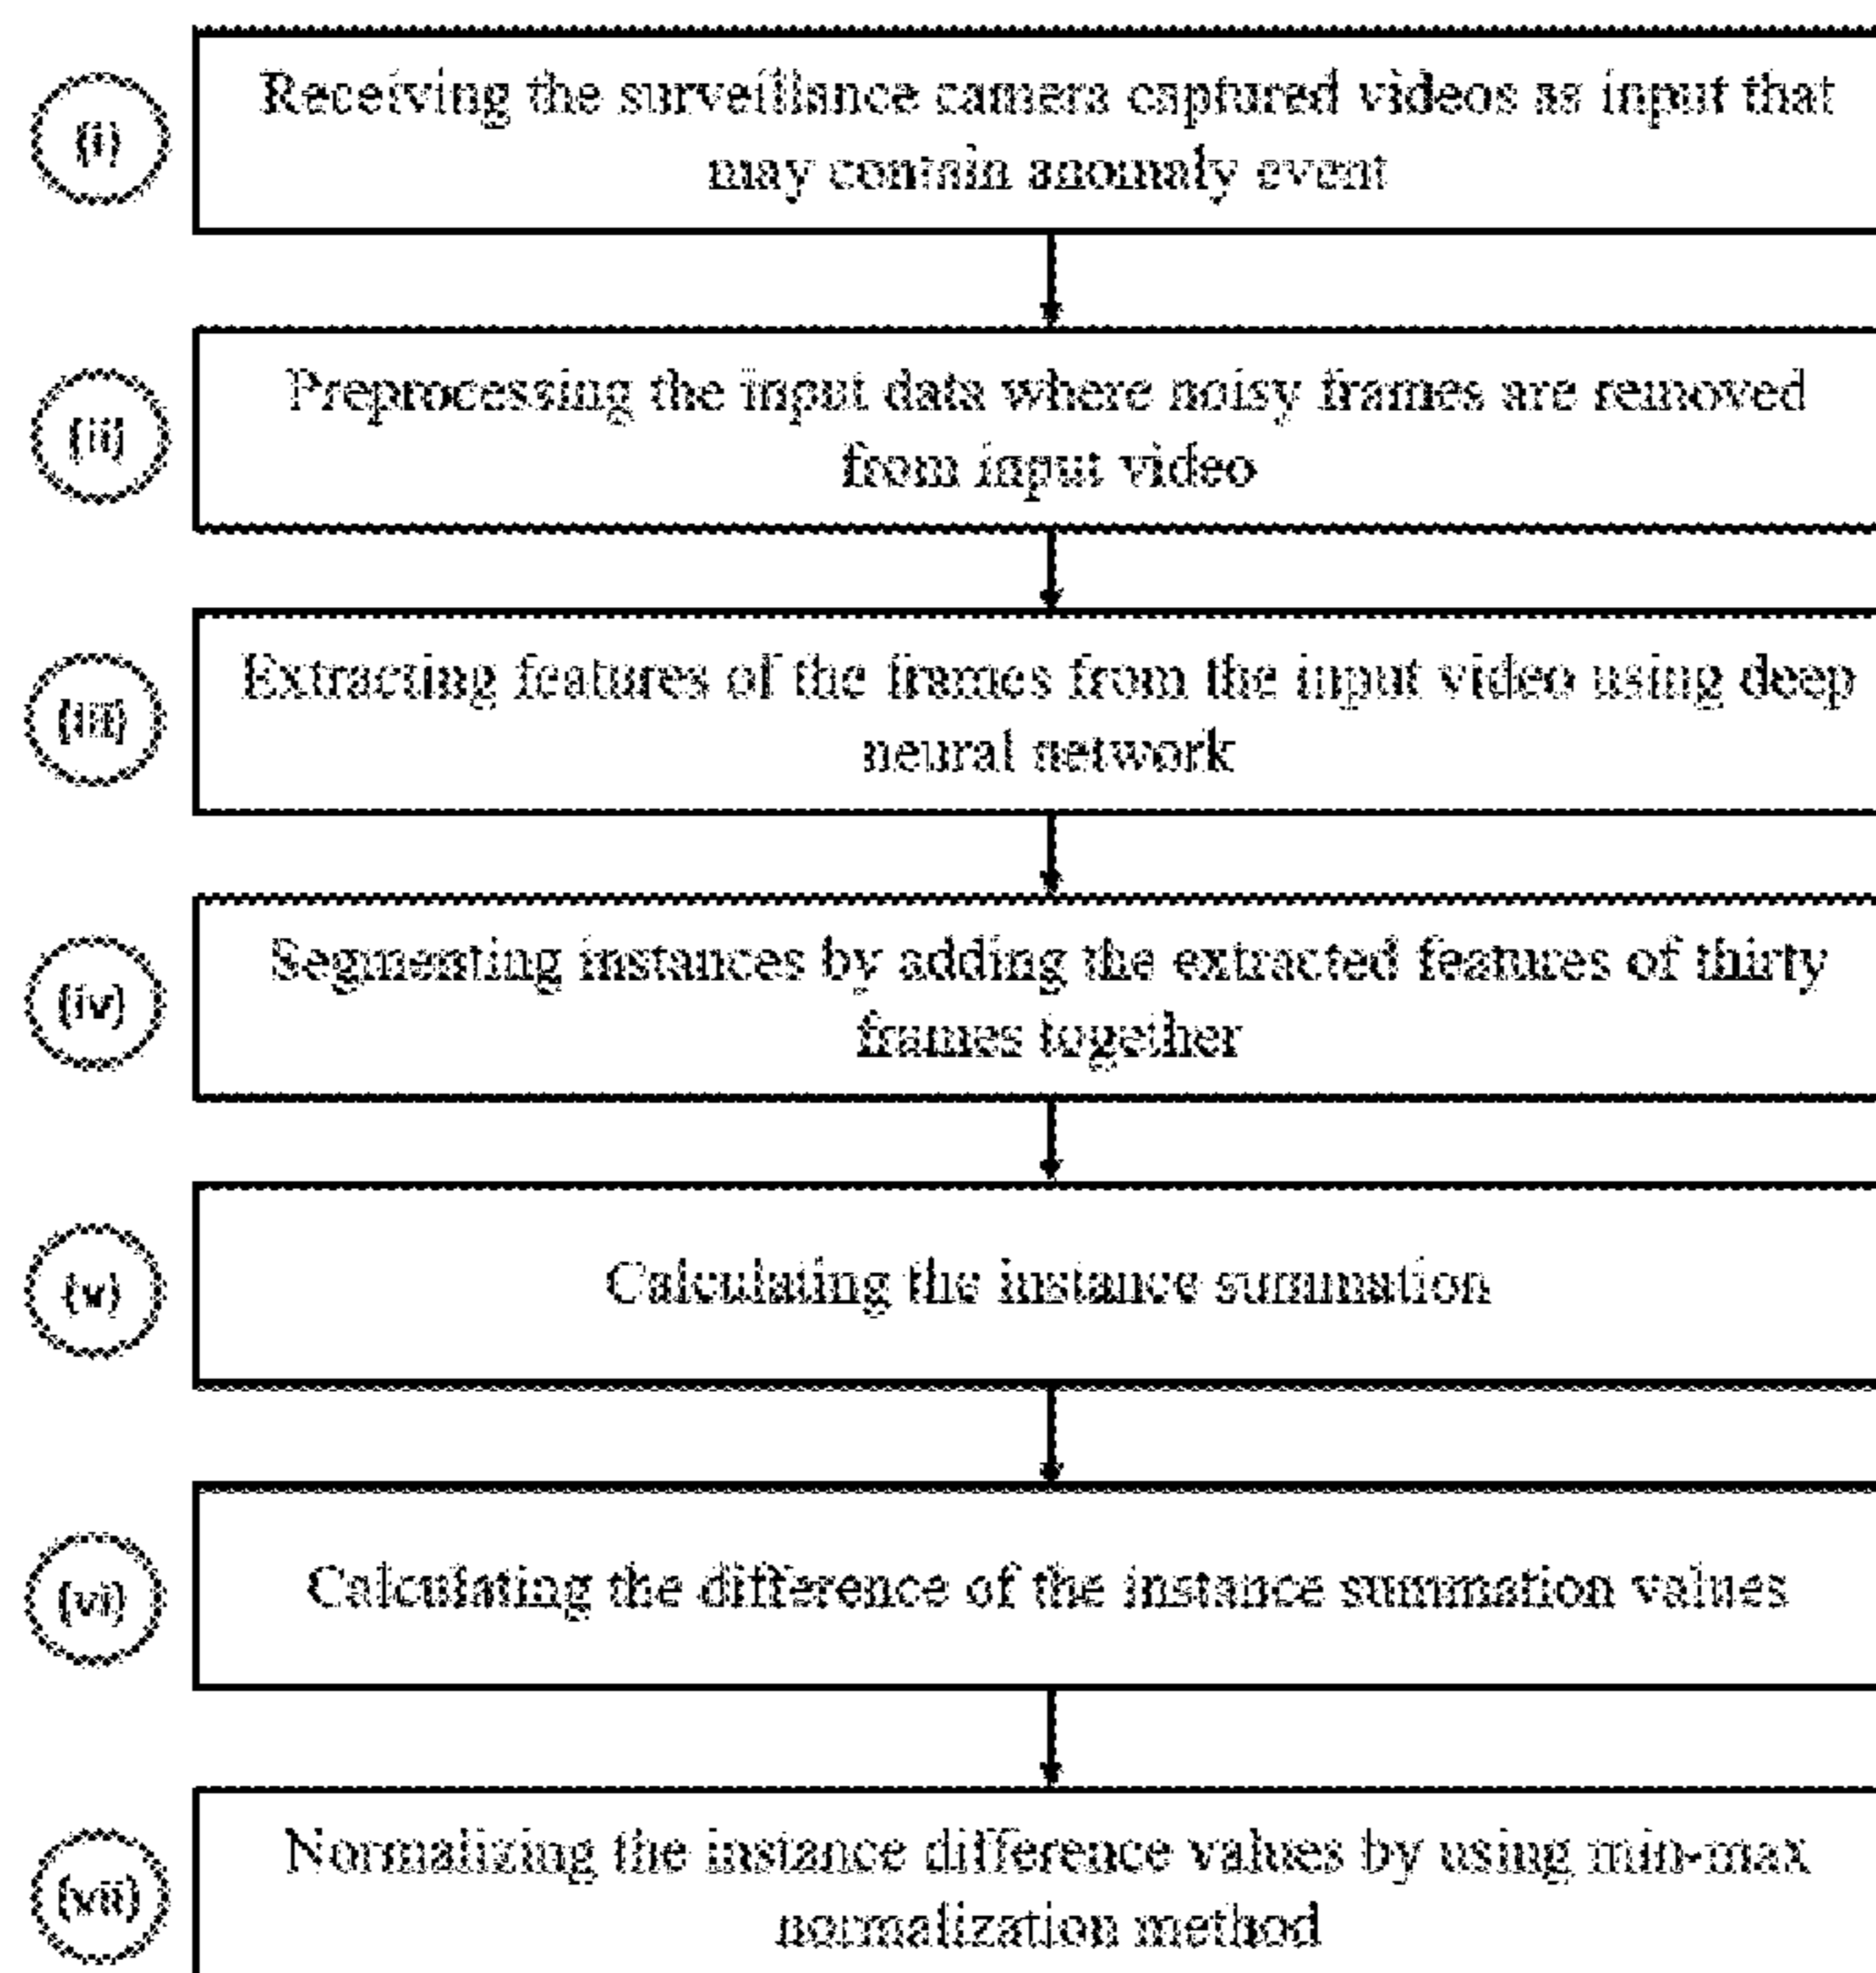 (i)
Receiving the surveillance camera captured videos as input that
may contain anomaly event
(ii)
Preprocessing the input data where noisy frames are removed
from input video
(iii)
Extracting features of the frames from the input video using deep
neural network
(iv)
Segmenting instances by adding the extracted features of thirty
frames together
(v)
Calculating the instance summation
(vi)
Calculating the difference of the instance summation values
(vii)
Normalizing the instance difference values by using min-max
normalization method